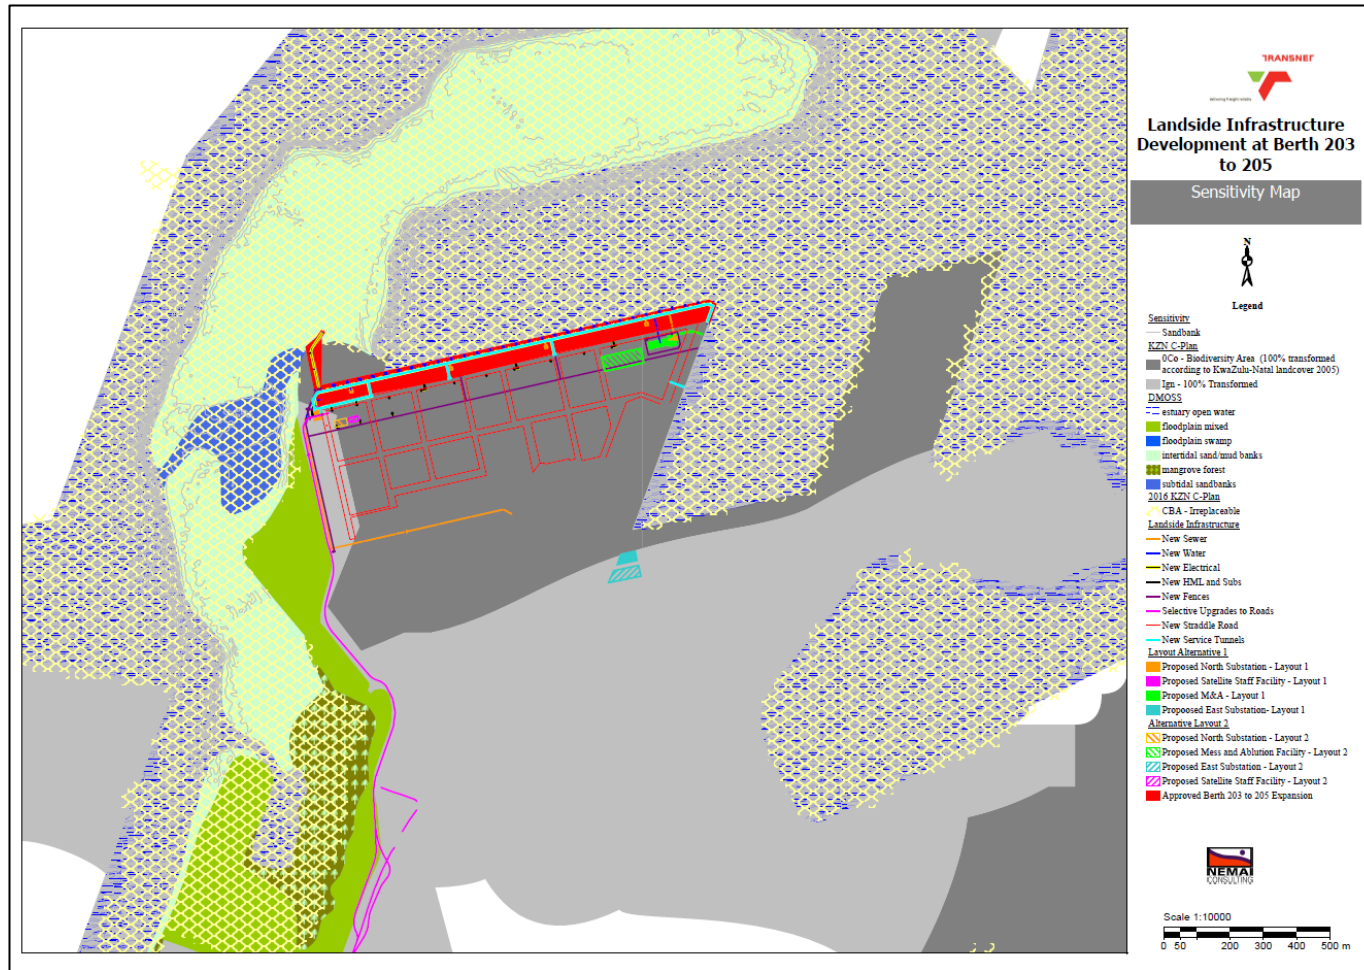 TRANSNET
delivering freight reliably
Landside Infrastructure
Development at Berth 203
to 205
Sensitivity Map
N
Legend
Sensitivity
Sandbank
KZN C-Plan
0Co - Biodiversity Area (100% transformed
according to KwaZulu-Natal landcover 2005)
Ign - 100% Transformed
DMOSS
estuary open water
floodplain mixed
floodplain swamp
intertidal sand/mud banks
mangrove forest
subtidal sandbanks
2016 KZN C-Plan
CBA - Irreplaceable
Landside Infrastructure
New Sewer
New Water
New Electrical
New HML and Subs
New Fences
Selective Upgrades to Roads
New Straddle Road
New Service Tunnels
Layout Alternative 1
Proposed North Substation - Layout 1
Proposed Satellite Staff Facility - Layout 1
Proposed M&A - Layout 1
Propoosed East Substation- Layout 1
Alternative Layout 2
Proposed North Substation - Layout 2
Proposed Mess and Ablution Facility - Layout 2
Proposed East Substation - Layout 2
Proposed Satellite Staff Facility - Layout 2
Approved Berth 203 to 205 Expansion
NEMAI
CONSULTING
Scale 1:10000
0 50 200 300 400 500 m